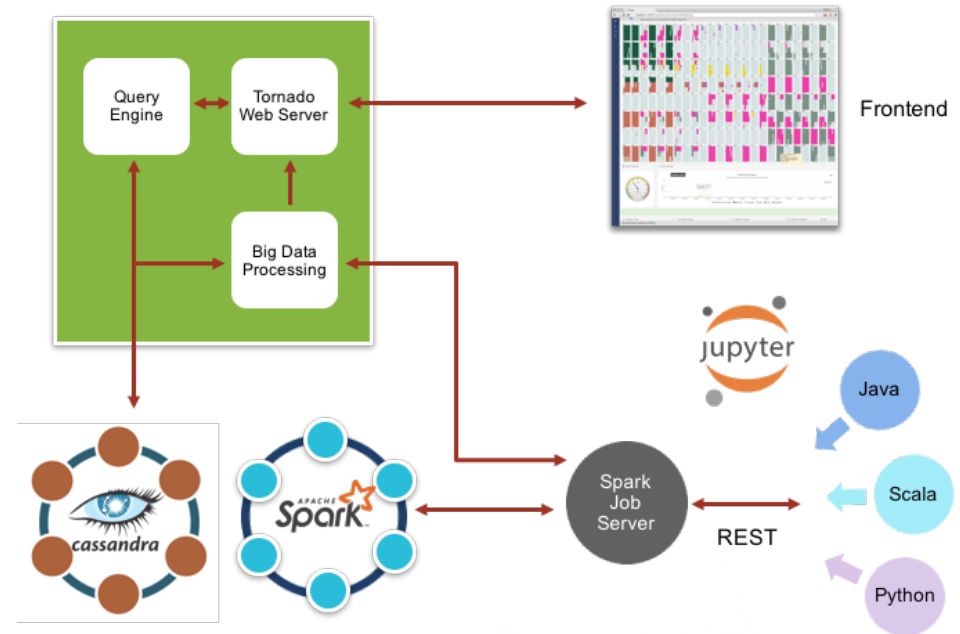 Query
Engine
Tornado
Web Server
Frontend
Big Data
Processing
jupyter
Java
cassandra
APACHE
Spark
Spark
Job
Server
REST
Scala
Python